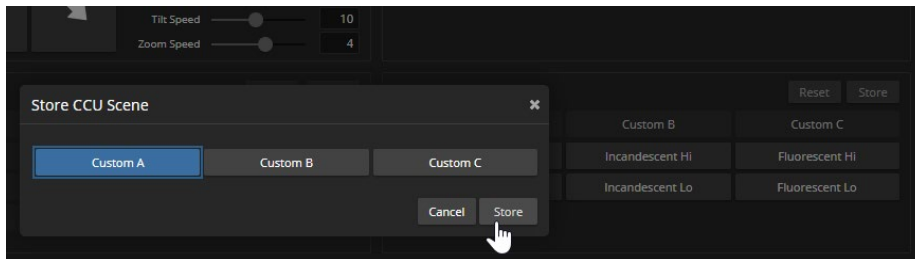 Tilt Speed 10
Zoom Speed 4
Store CCU Scene
Custom A Custom B Custom C
Cancel Store
Reset Store
Custom B Custom C
Incandescent Hi Fluorescent Hi
Incandescent Lo Fluorescent Lo